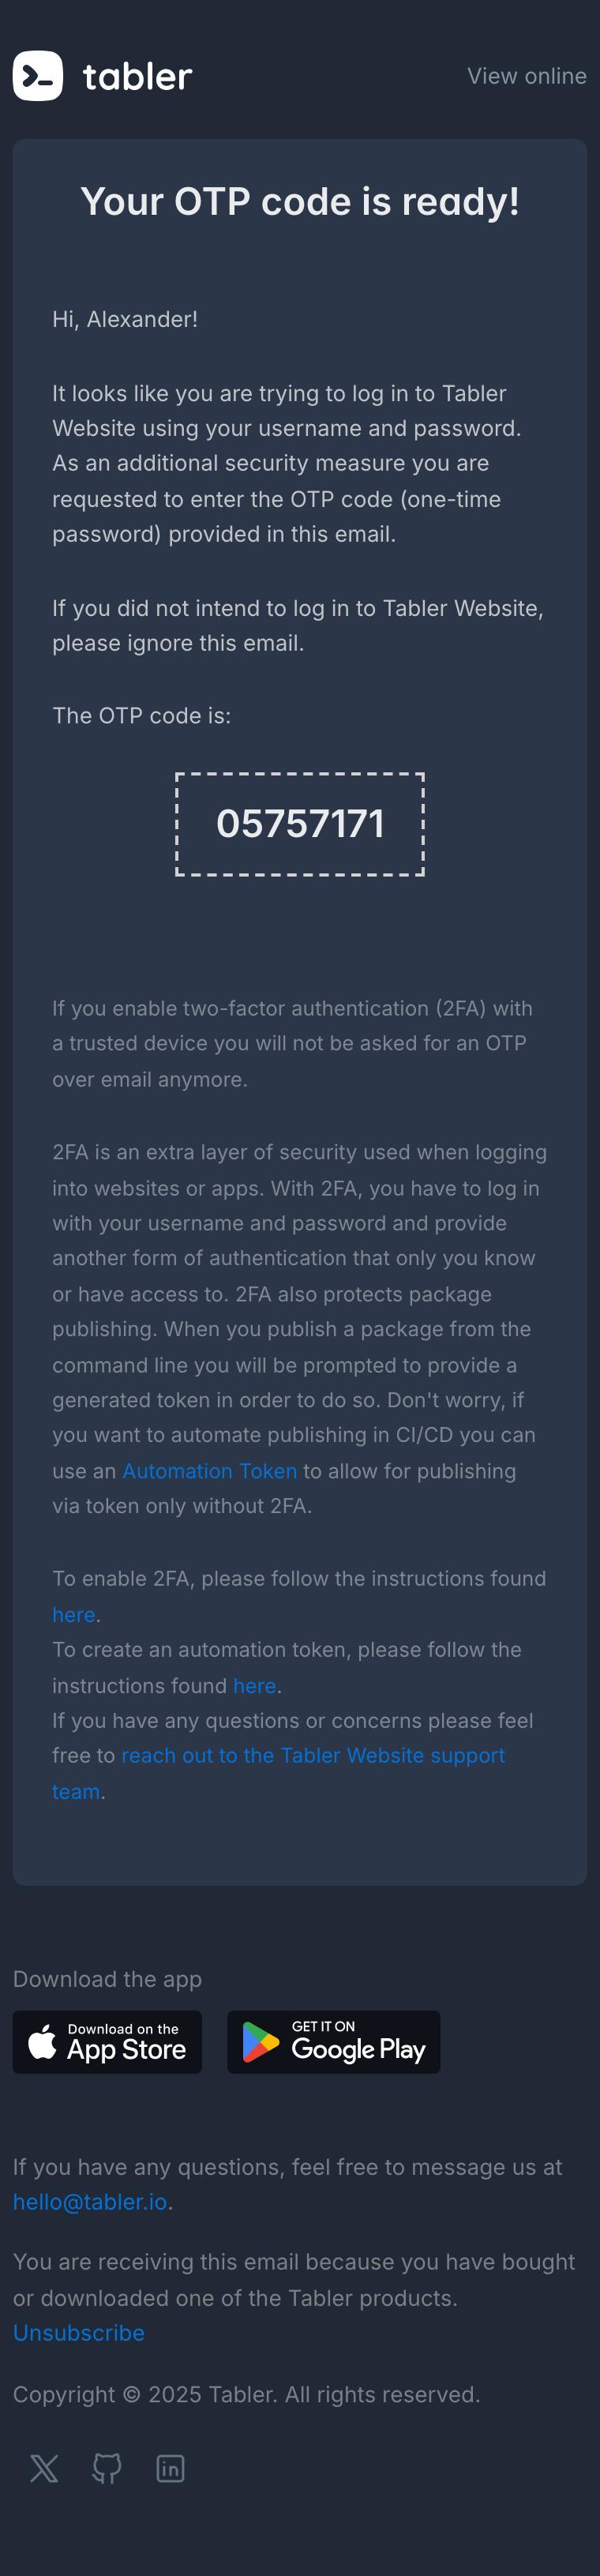 tabler
View online
Your OTP code is ready!
Hi, Alexander!
It looks like you are trying to log in to Tabler
Website using your username and password.
As an additional security measure you are
requested to enter the OTP code (one-time
password) provided in this email.
If you did not intend to log in to Tabler Website,
please ignore this email.
The OTP code is:
05757171
If you enable two-factor authentication (2FA) with
a trusted device you will not be asked for an OTP
over email anymore.
2FA is an extra layer of security used when logging
into websites or apps. With 2FA, you have to log in
with your username and password and provide
another form of authentication that only you know
or have access to. 2FA also protects package
publishing. When you publish a package from the
command line you will be prompted to provide a
generated token in order to do so. Don't worry, if
you want to automate publishing in CI/CD you can
use an Automation Token to allow for publishing
via token only without 2FA.
To enable 2FA, please follow the instructions found
here.
To create an automation token, please follow the
instructions found here.
If you have any questions or concerns please feel
free to reach out to the Tabler Website support
team.
Download the app
Download on the
App Store
GET IT ON
Google Play
If you have any questions, feel free to message us at
hello@tabler.io.
You are receiving this email because you have bought
or downloaded one of the Tabler products.
Unsubscribe
Copyright © 2025 Tabler. All rights reserved.